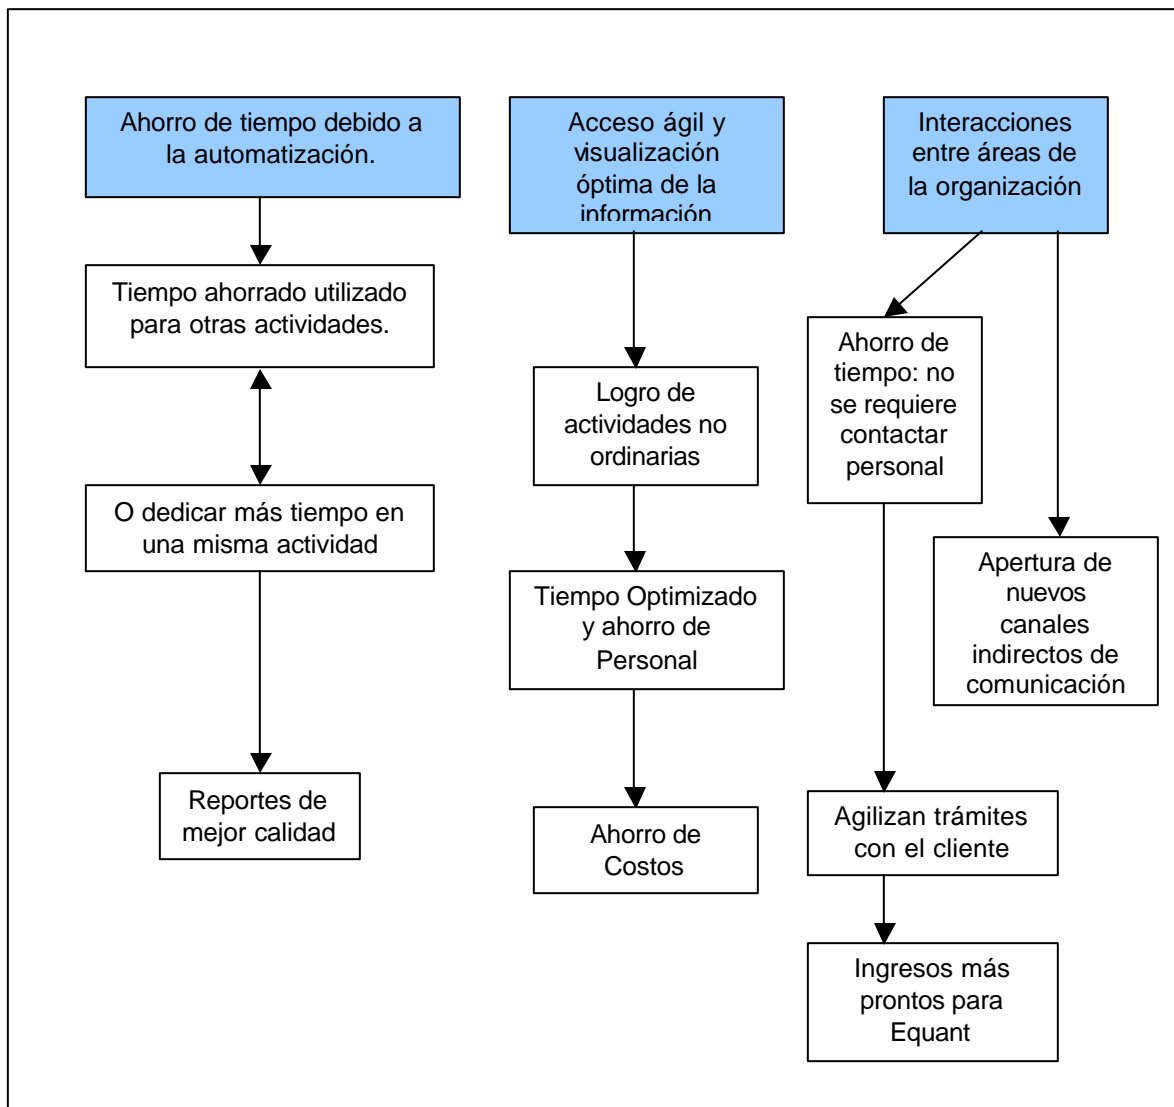 Ahorro de tiempo debido a
la automatización.
Tiempo ahorrado utilizado
para otras actividades.
O dedicar más tiempo en
una misma actividad
Reportes de
mejor calidad
Acceso ágil y
visualización
óptima de la
información
Logro de
actividades no
ordinarias
Tiempo Optimizado
y ahorro de
Personal
Ahorro de
Costos
Interacciones
entre áreas de
la organización
Ahorro de
tiempo: no
se requiere
contactar
personal
Apertura de
nuevos
canales
indirectos de
comunicación
Agilizan trámites
con el cliente
Ingresos más
prontos para
Equant